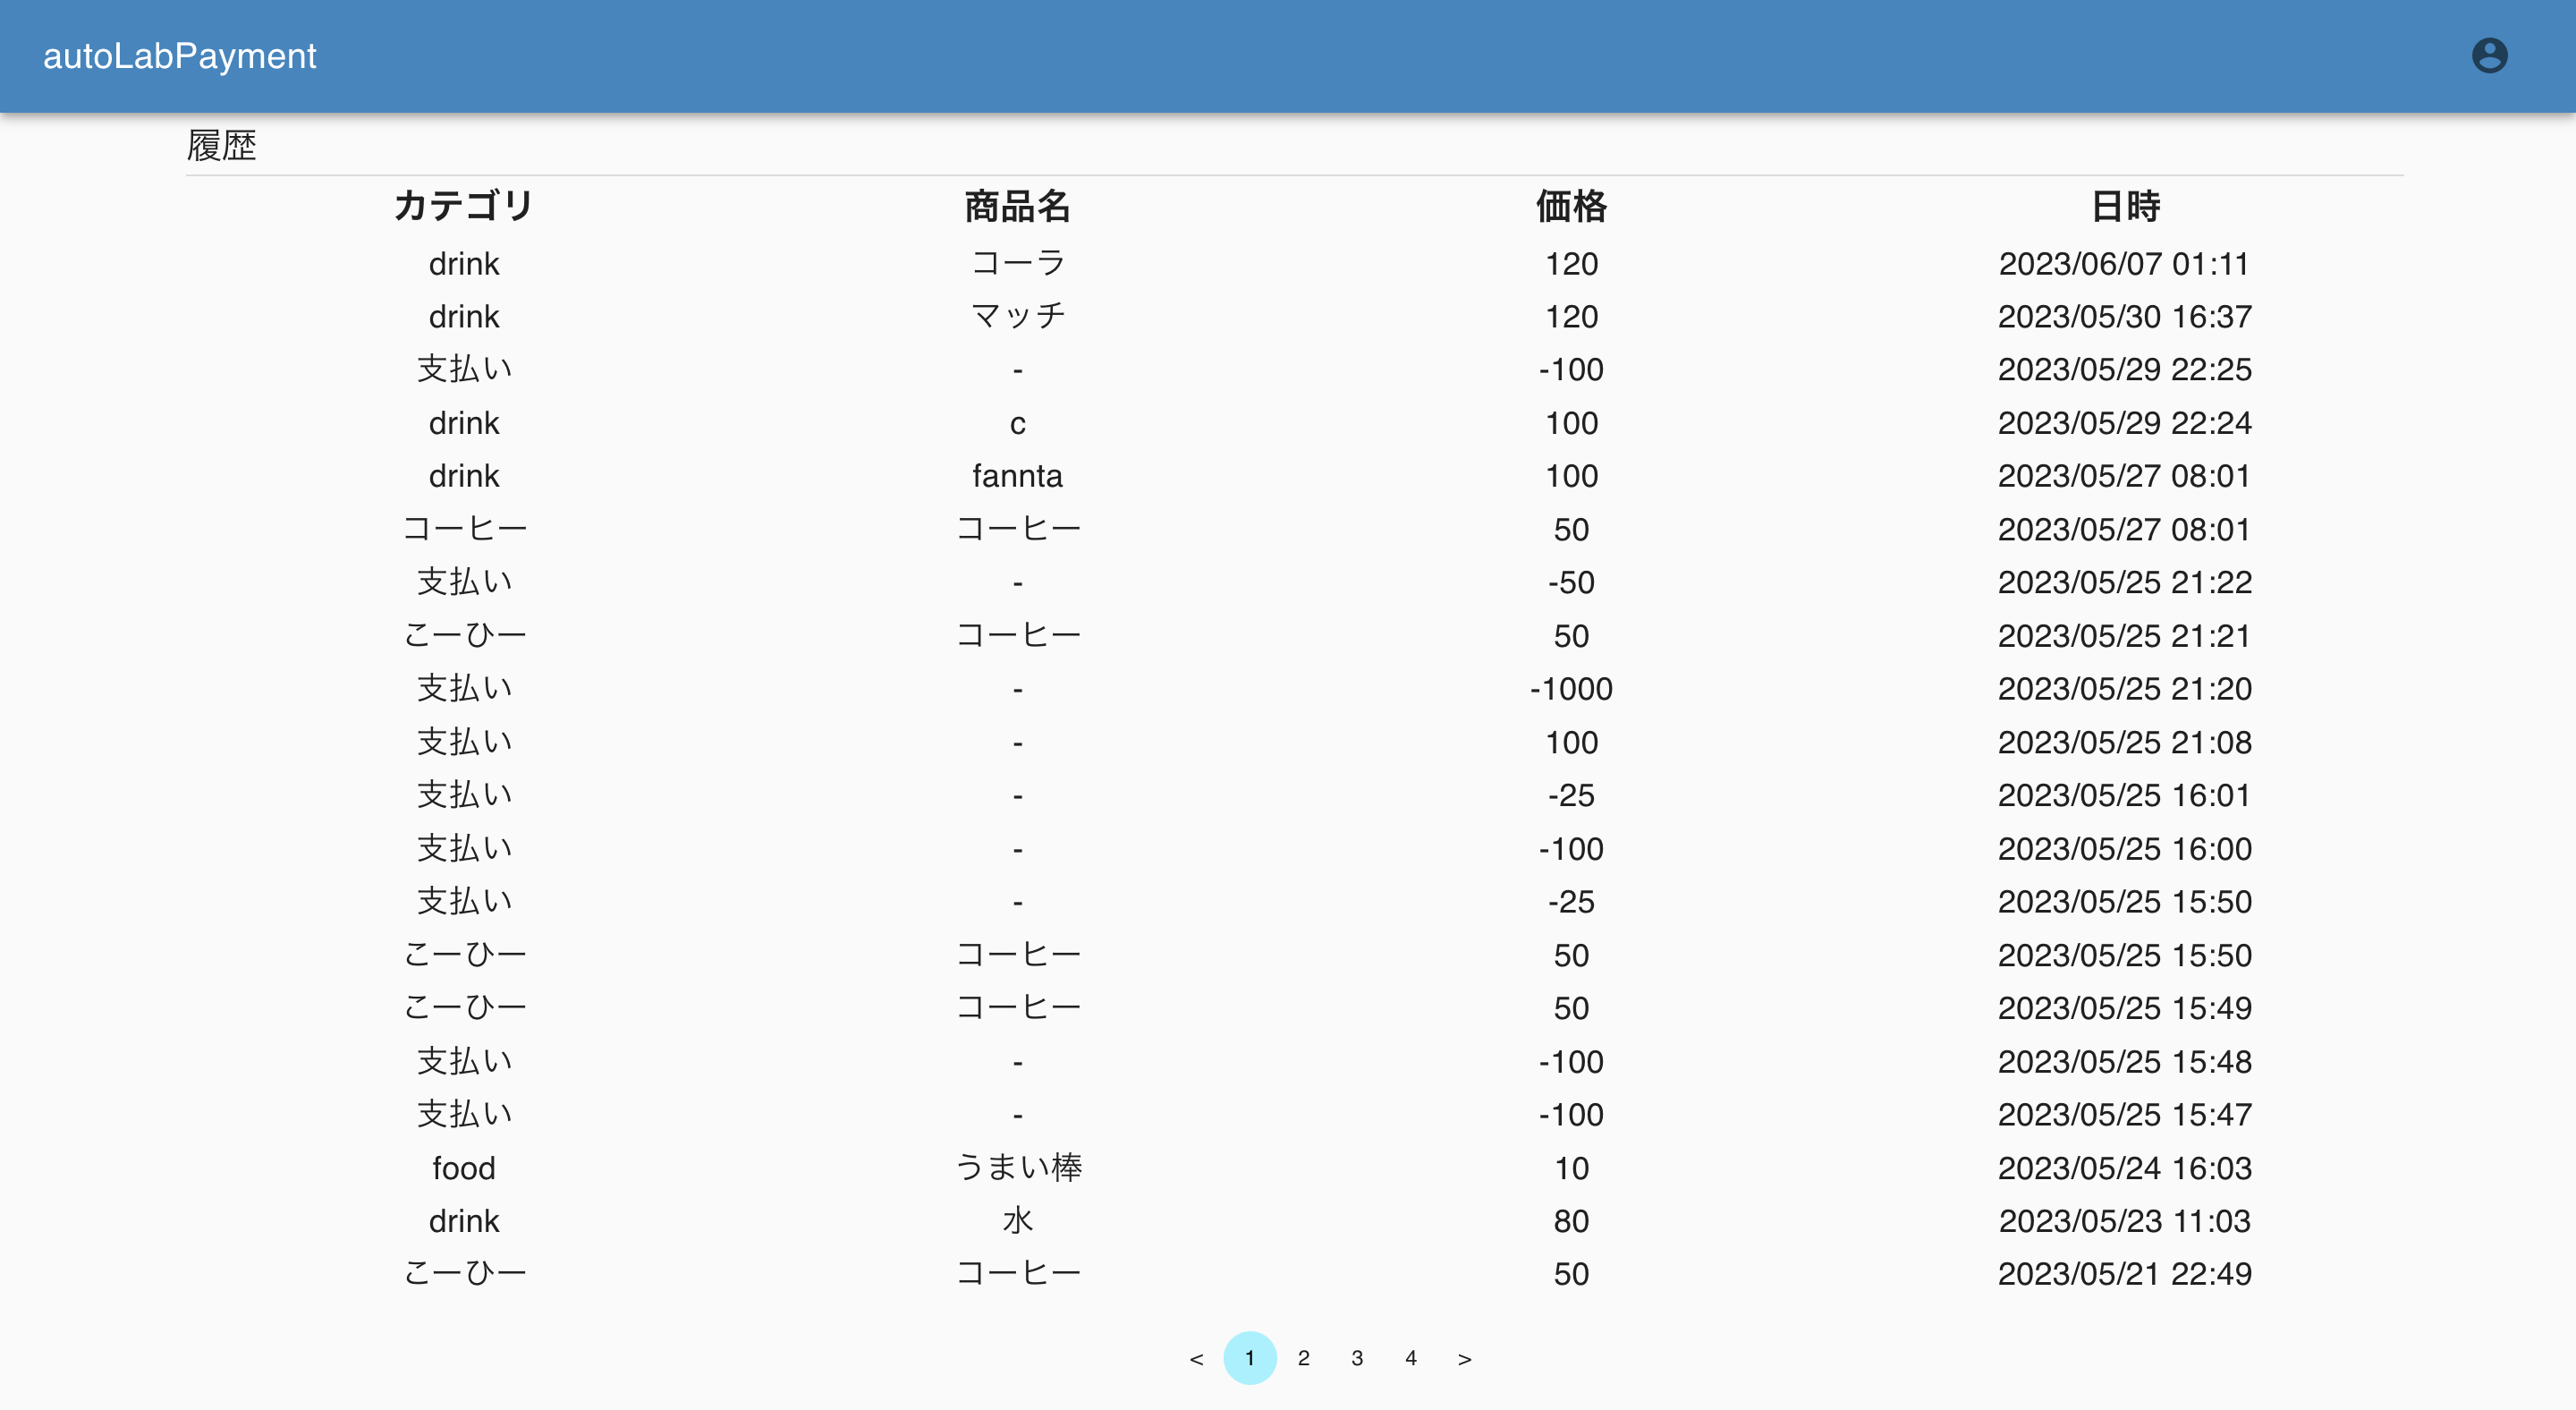 autoLabPayment
履歴
カテゴリ 商品名 価格 日時
drink コーラ 120 2023/06/07 01:11
drink マッチ 120 2023/05/30 16:37
支払い - -100 2023/05/29 22:25
drink c 100 2023/05/29 22:24
drink fannta 100 2023/05/27 08:01
コーヒー コーヒー 50 2023/05/27 08:01
支払い - -50 2023/05/25 21:22
こーひー コーヒー 50 2023/05/25 21:21
支払い - -1000 2023/05/25 21:20
支払い - 100 2023/05/25 21:08
支払い - -25 2023/05/25 16:01
支払い - -100 2023/05/25 16:00
支払い - -25 2023/05/25 15:50
こーひー コーヒー 50 2023/05/25 15:50
こーひー コーヒー 50 2023/05/25 15:49
支払い - -100 2023/05/25 15:48
支払い - -100 2023/05/25 15:47
food うまい棒 10 2023/05/24 16:03
drink 水 80 2023/05/23 11:03
こーひー コーヒー 50 2023/05/21 22:49
< 1 2 3 4 >